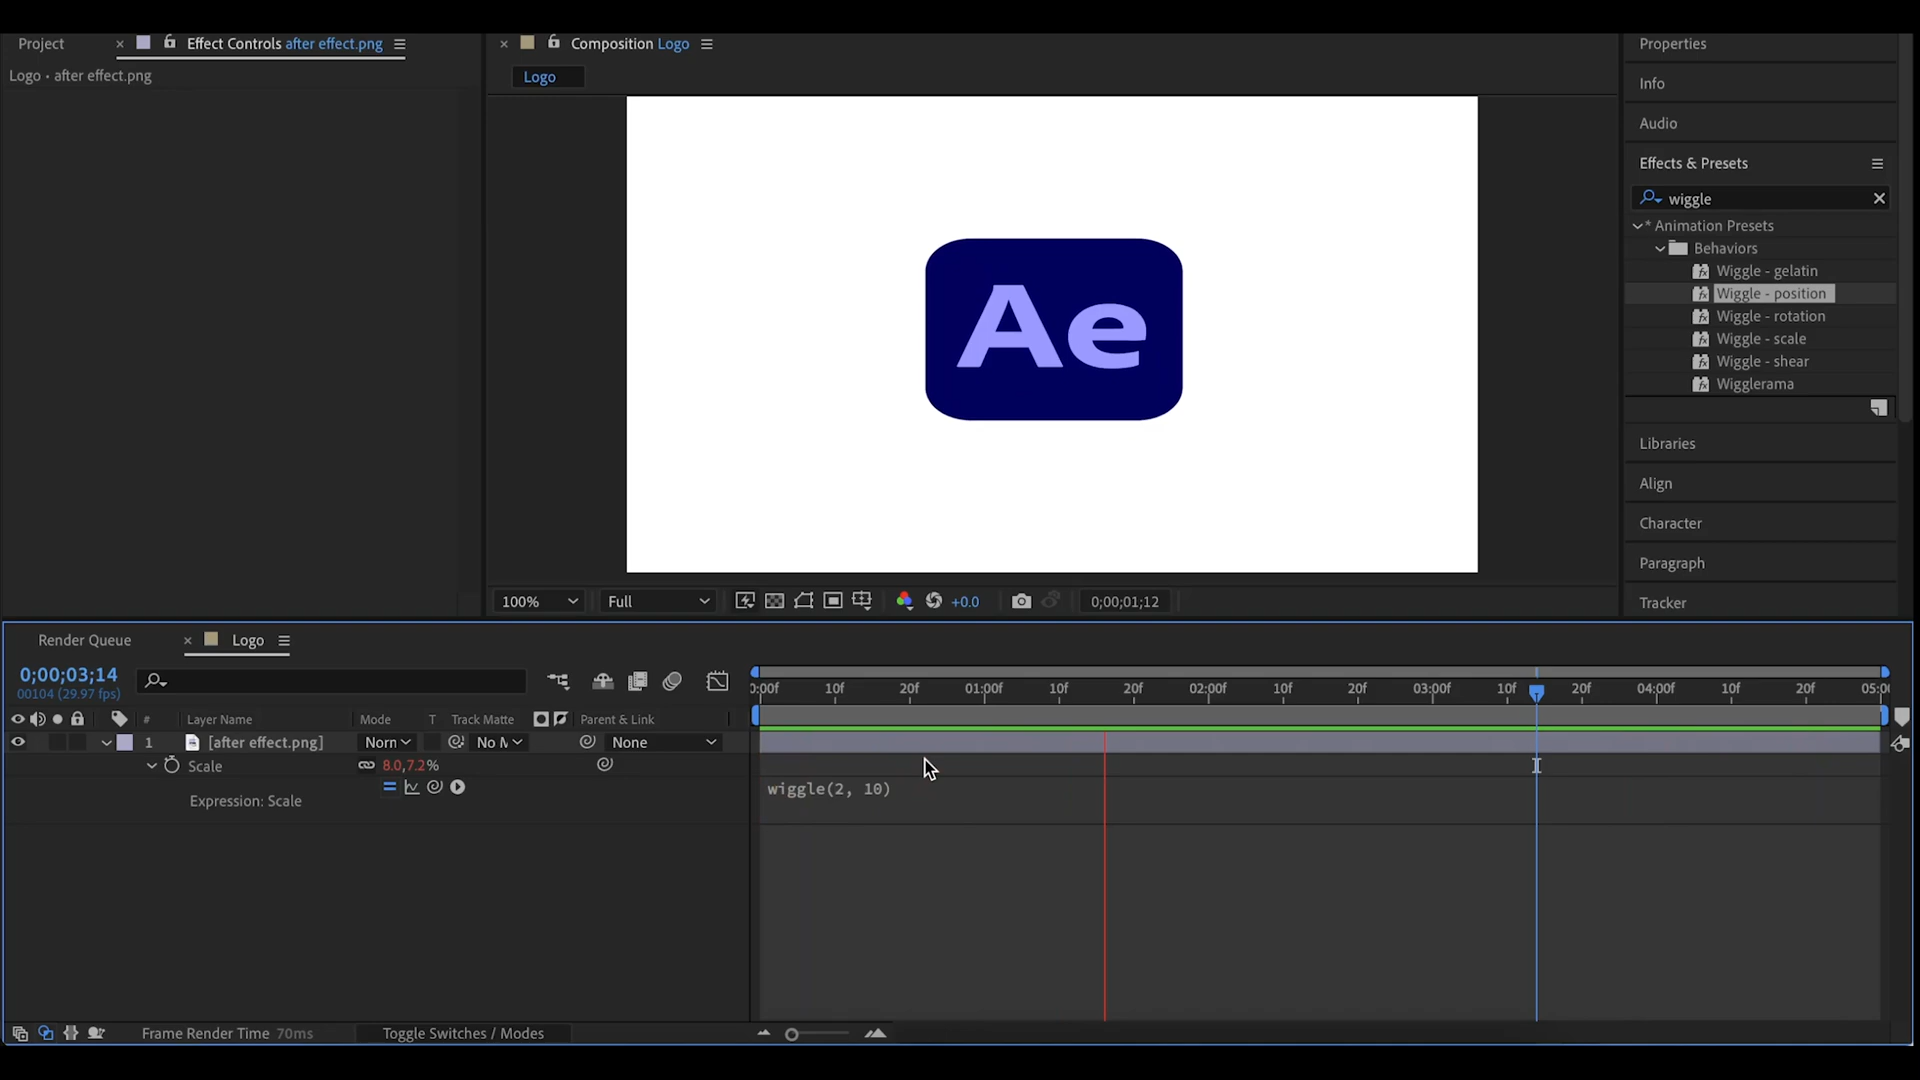 Project
Effect Controls after effect.png
Logo • after effect.png
Composition Logo
Logo
Ae
100%
Full
+0.0
0;00;01;12
Properties
Info
Audio
Effects & Presets
wiggle
* Animation Presets
Behaviors
Wiggle - gelatin
Wiggle - position
Wiggle - rotation
Wiggle - scale
Wiggle - shear
Wigglerama
Libraries
Align
Character
Paragraph
Tracker
Render Queue
Logo
0;00;03;14
00104 (29.97 fps)
):00f 10f 20f 01:00f 10f 20f 02:00f 10f 20f 03:00f 10f 20f 04:00f 10f 20f 05:0(
# Layer Name Mode T Track Matte Parent & Link
1 [after effect.png] Norn No M None
Scale 8.0,7.2%
Expression: Scale
wiggle(2, 10)
Frame Render Time 70ms
Toggle Switches / Modes